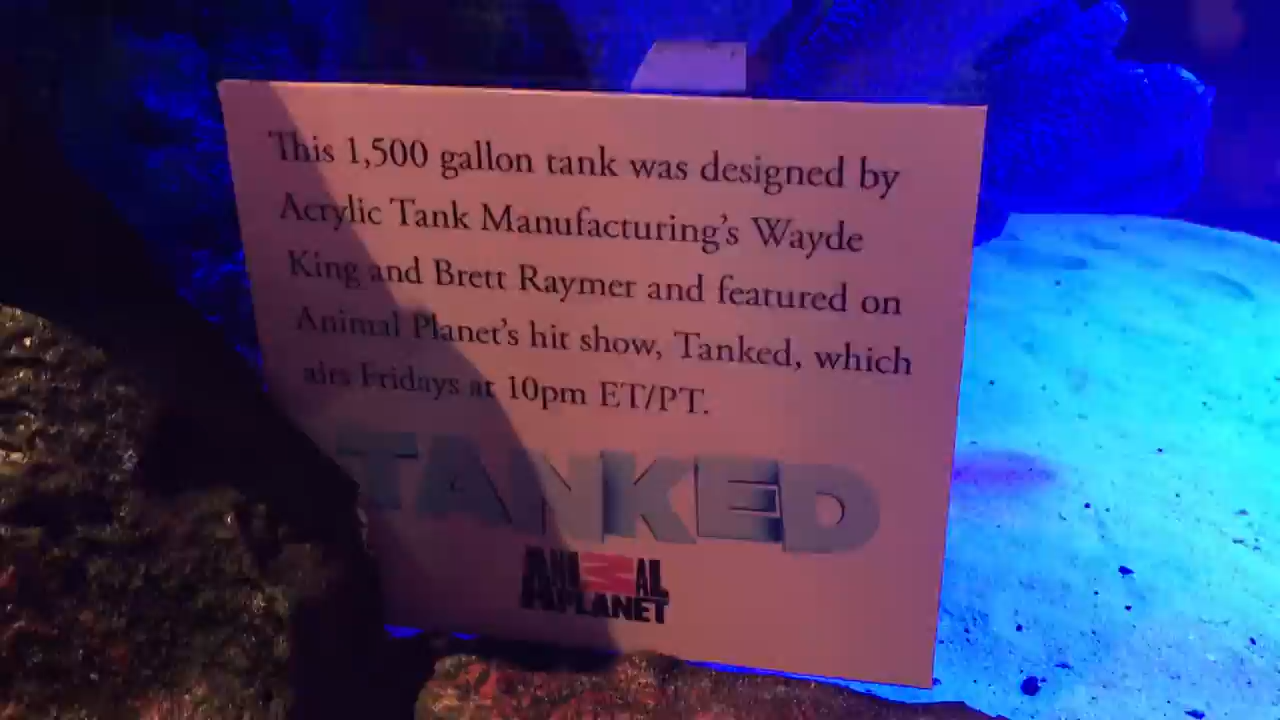 This 1,500 gallon tank was designed by
Acrylic Tank Manufacturing's Wayde
King and Brett Raymer and featured on
Animal Planet's hit show, Tanked, which
airs Fridays at 10pm ET/PT.
TANKED
ANIMAL
PLANET